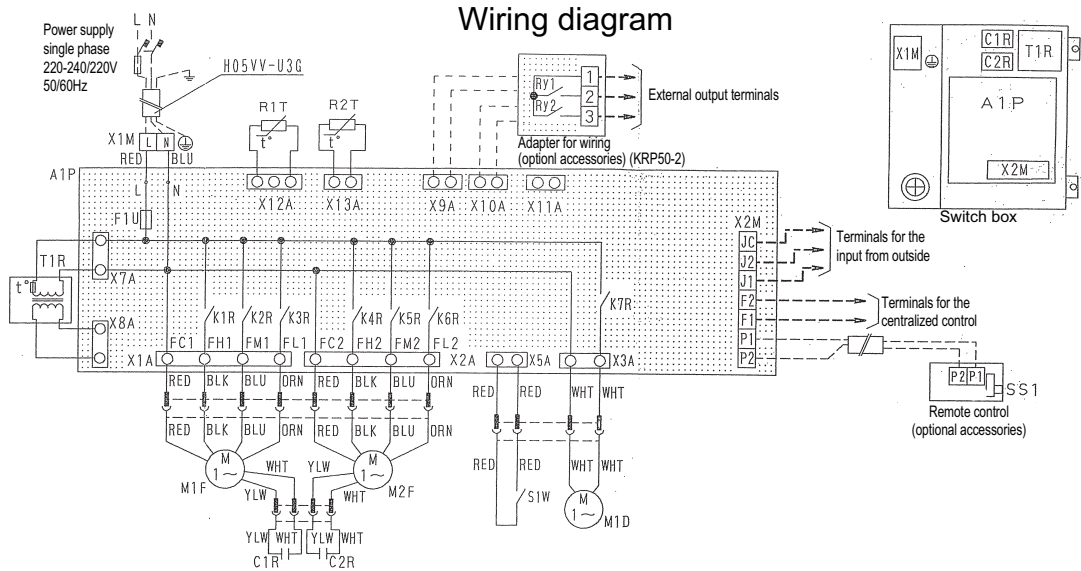 Wiring diagram
Power supply
single phase
220-240/220V
50/60Hz
L N
H05VV-U3G
X1M L N
RED BLU
A1P
L N
F1U
R1T
t°
R2T
t°
X12A X13A X9A X10A X11A
Ry1
Ry2
1
2
3
External output terminals
Adapter for wiring
(optionl accessories) (KRP50-2)
X1M
C1R
C2R
T1R
A1P
X2M
Switch box
T1R
t°
X7A
X8A
K1R K2R K3R K4R K5R K6R K7R
X1A FC1 FH1 FM1 FL1 FC2 FH2 FM2 FL2 X2A X5A X3A
X2M
JC
J2
J1
F2
F1
P1
P2
Terminals for the
input from outside
Terminals for the
centralized control
P2 P1
SS1
Remote control
(optional accessories)
RED BLK BLU ORN RED BLK BLU ORN RED RED WHT WHT
RED BLK BLU ORN RED BLK BLU ORN
RED RED WHT WHT
M
1~
M1F
M
1~
M2F
WHT YLW
YLW WHT
YLW WHT YLW WHT
C1R C2R
S1W
M
1~
M1D